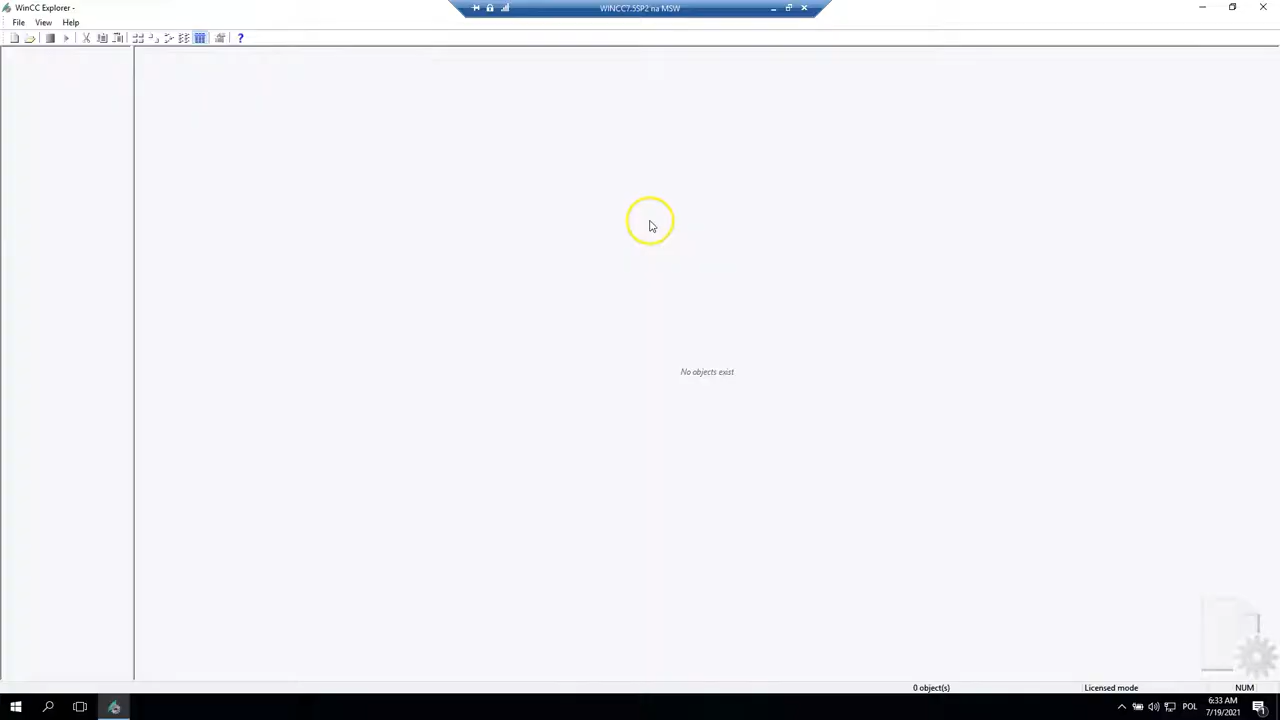 WinCC Explorer -
WINCC7.5SP2 na MSW
File View Help
No objects exist
0 object(s) Licensed mode NUM
POL 6:33 AM
7/19/2021